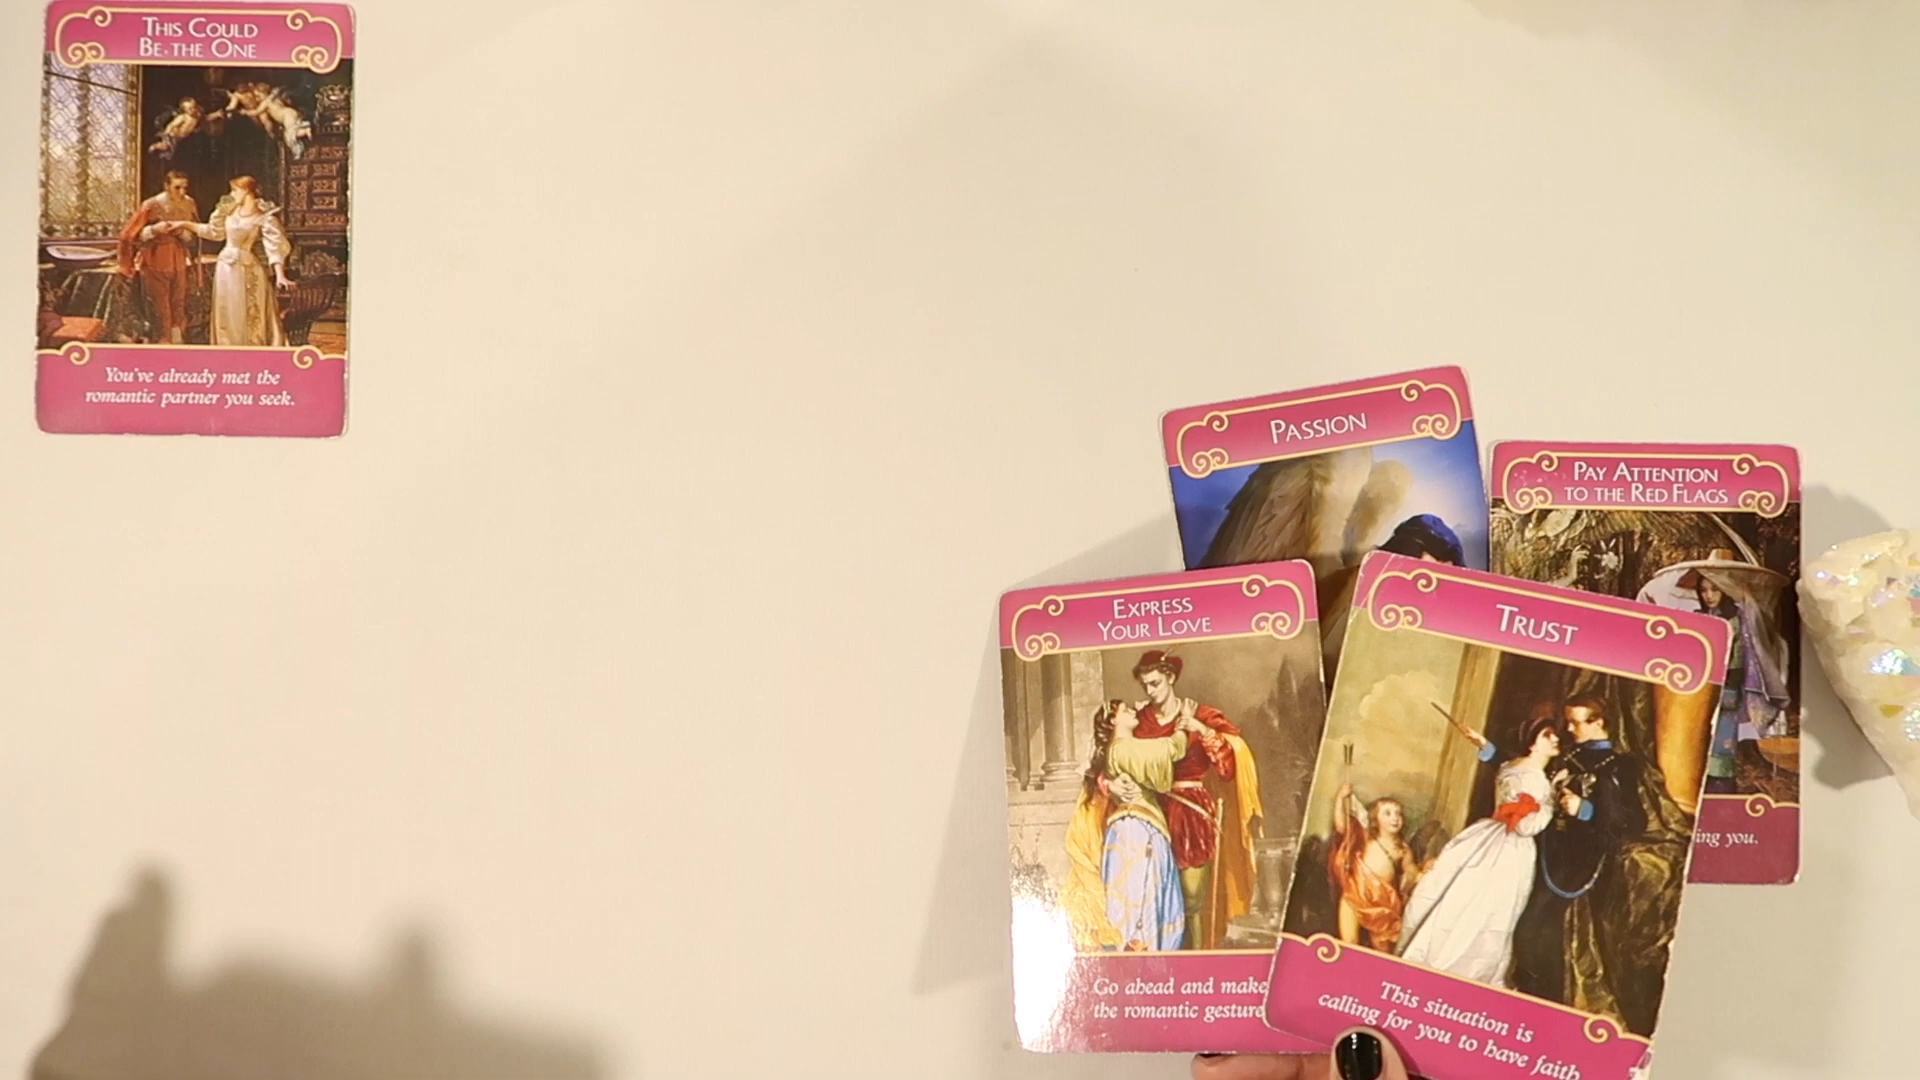 THIS COULD
BE THE ONE
You've already met the
romantic partner you seek.
PASSION
PAY ATTENTION
TO THE RED FLAGS
ing you.
EXPRESS
YOUR LOVE
Go ahead and make
the romantic gesture
TRUST
This situation is
calling for you to have faith